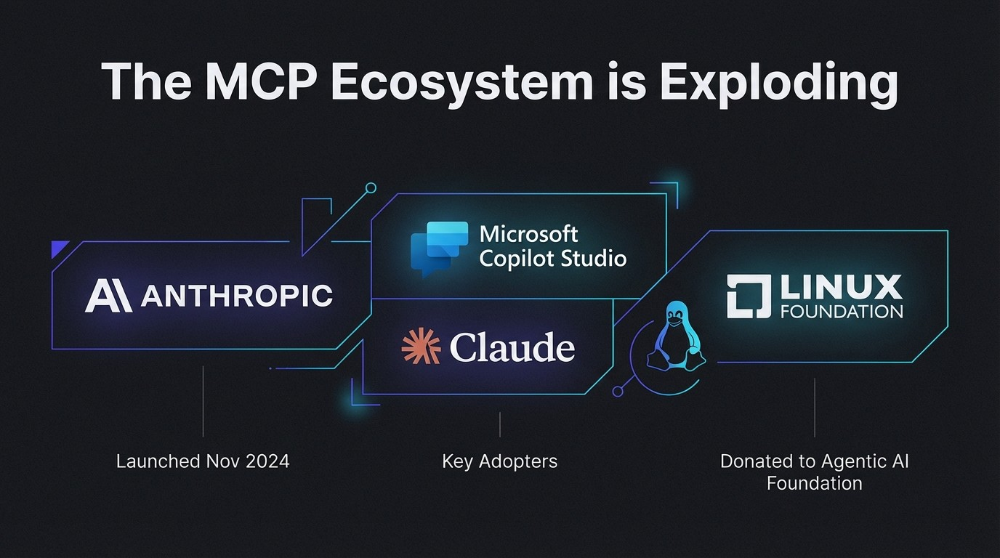 The MCP Ecosystem is Exploding
ANTHROPIC
Microsoft
Copilot Studio
Claude
LINUX
FOUNDATION
Launched Nov 2024
Key Adopters
Donated to Agentic AI
Foundation